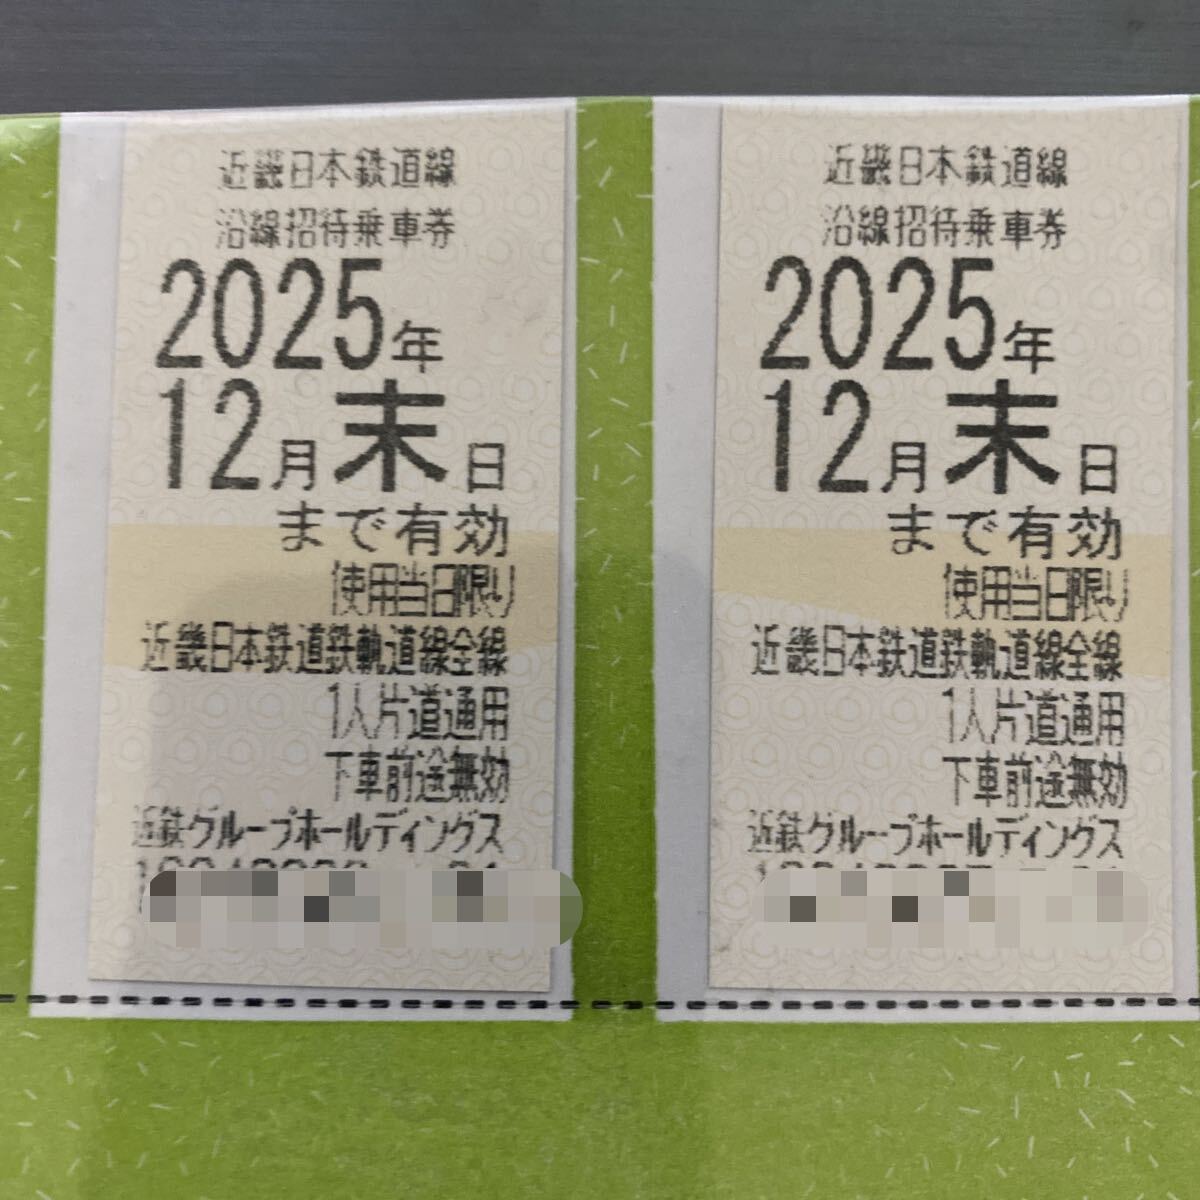 近畿日本鉄道線
沿線招待乗車券
2025年
12月末日
まで有効
使用当日限り
近畿日本鉄道鉄軌道線全線
1人片道通用
下車前途無効
近鉄グループホールディングス
近畿日本鉄道線
沿線招待乗車券
2025年
12月末日
まで有効
使用当日限り
近畿日本鉄道鉄軌道線全線
1人片道通用
下車前途無効
近鉄グループホールディングス